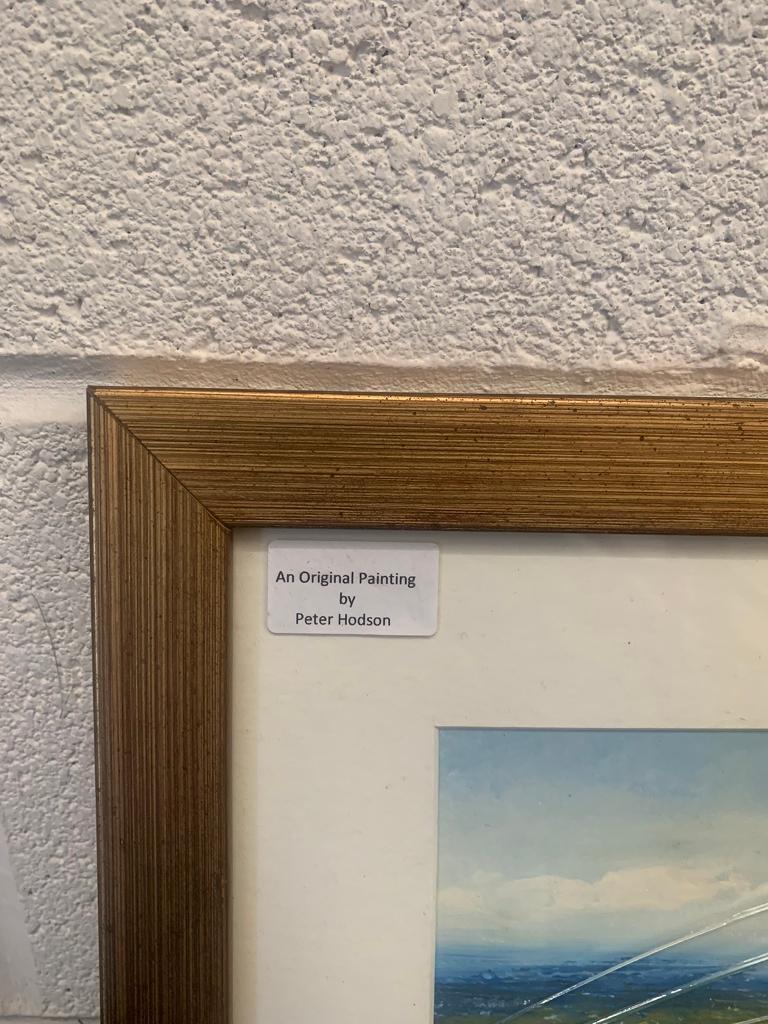 An Original Painting
by
Peter Hodson